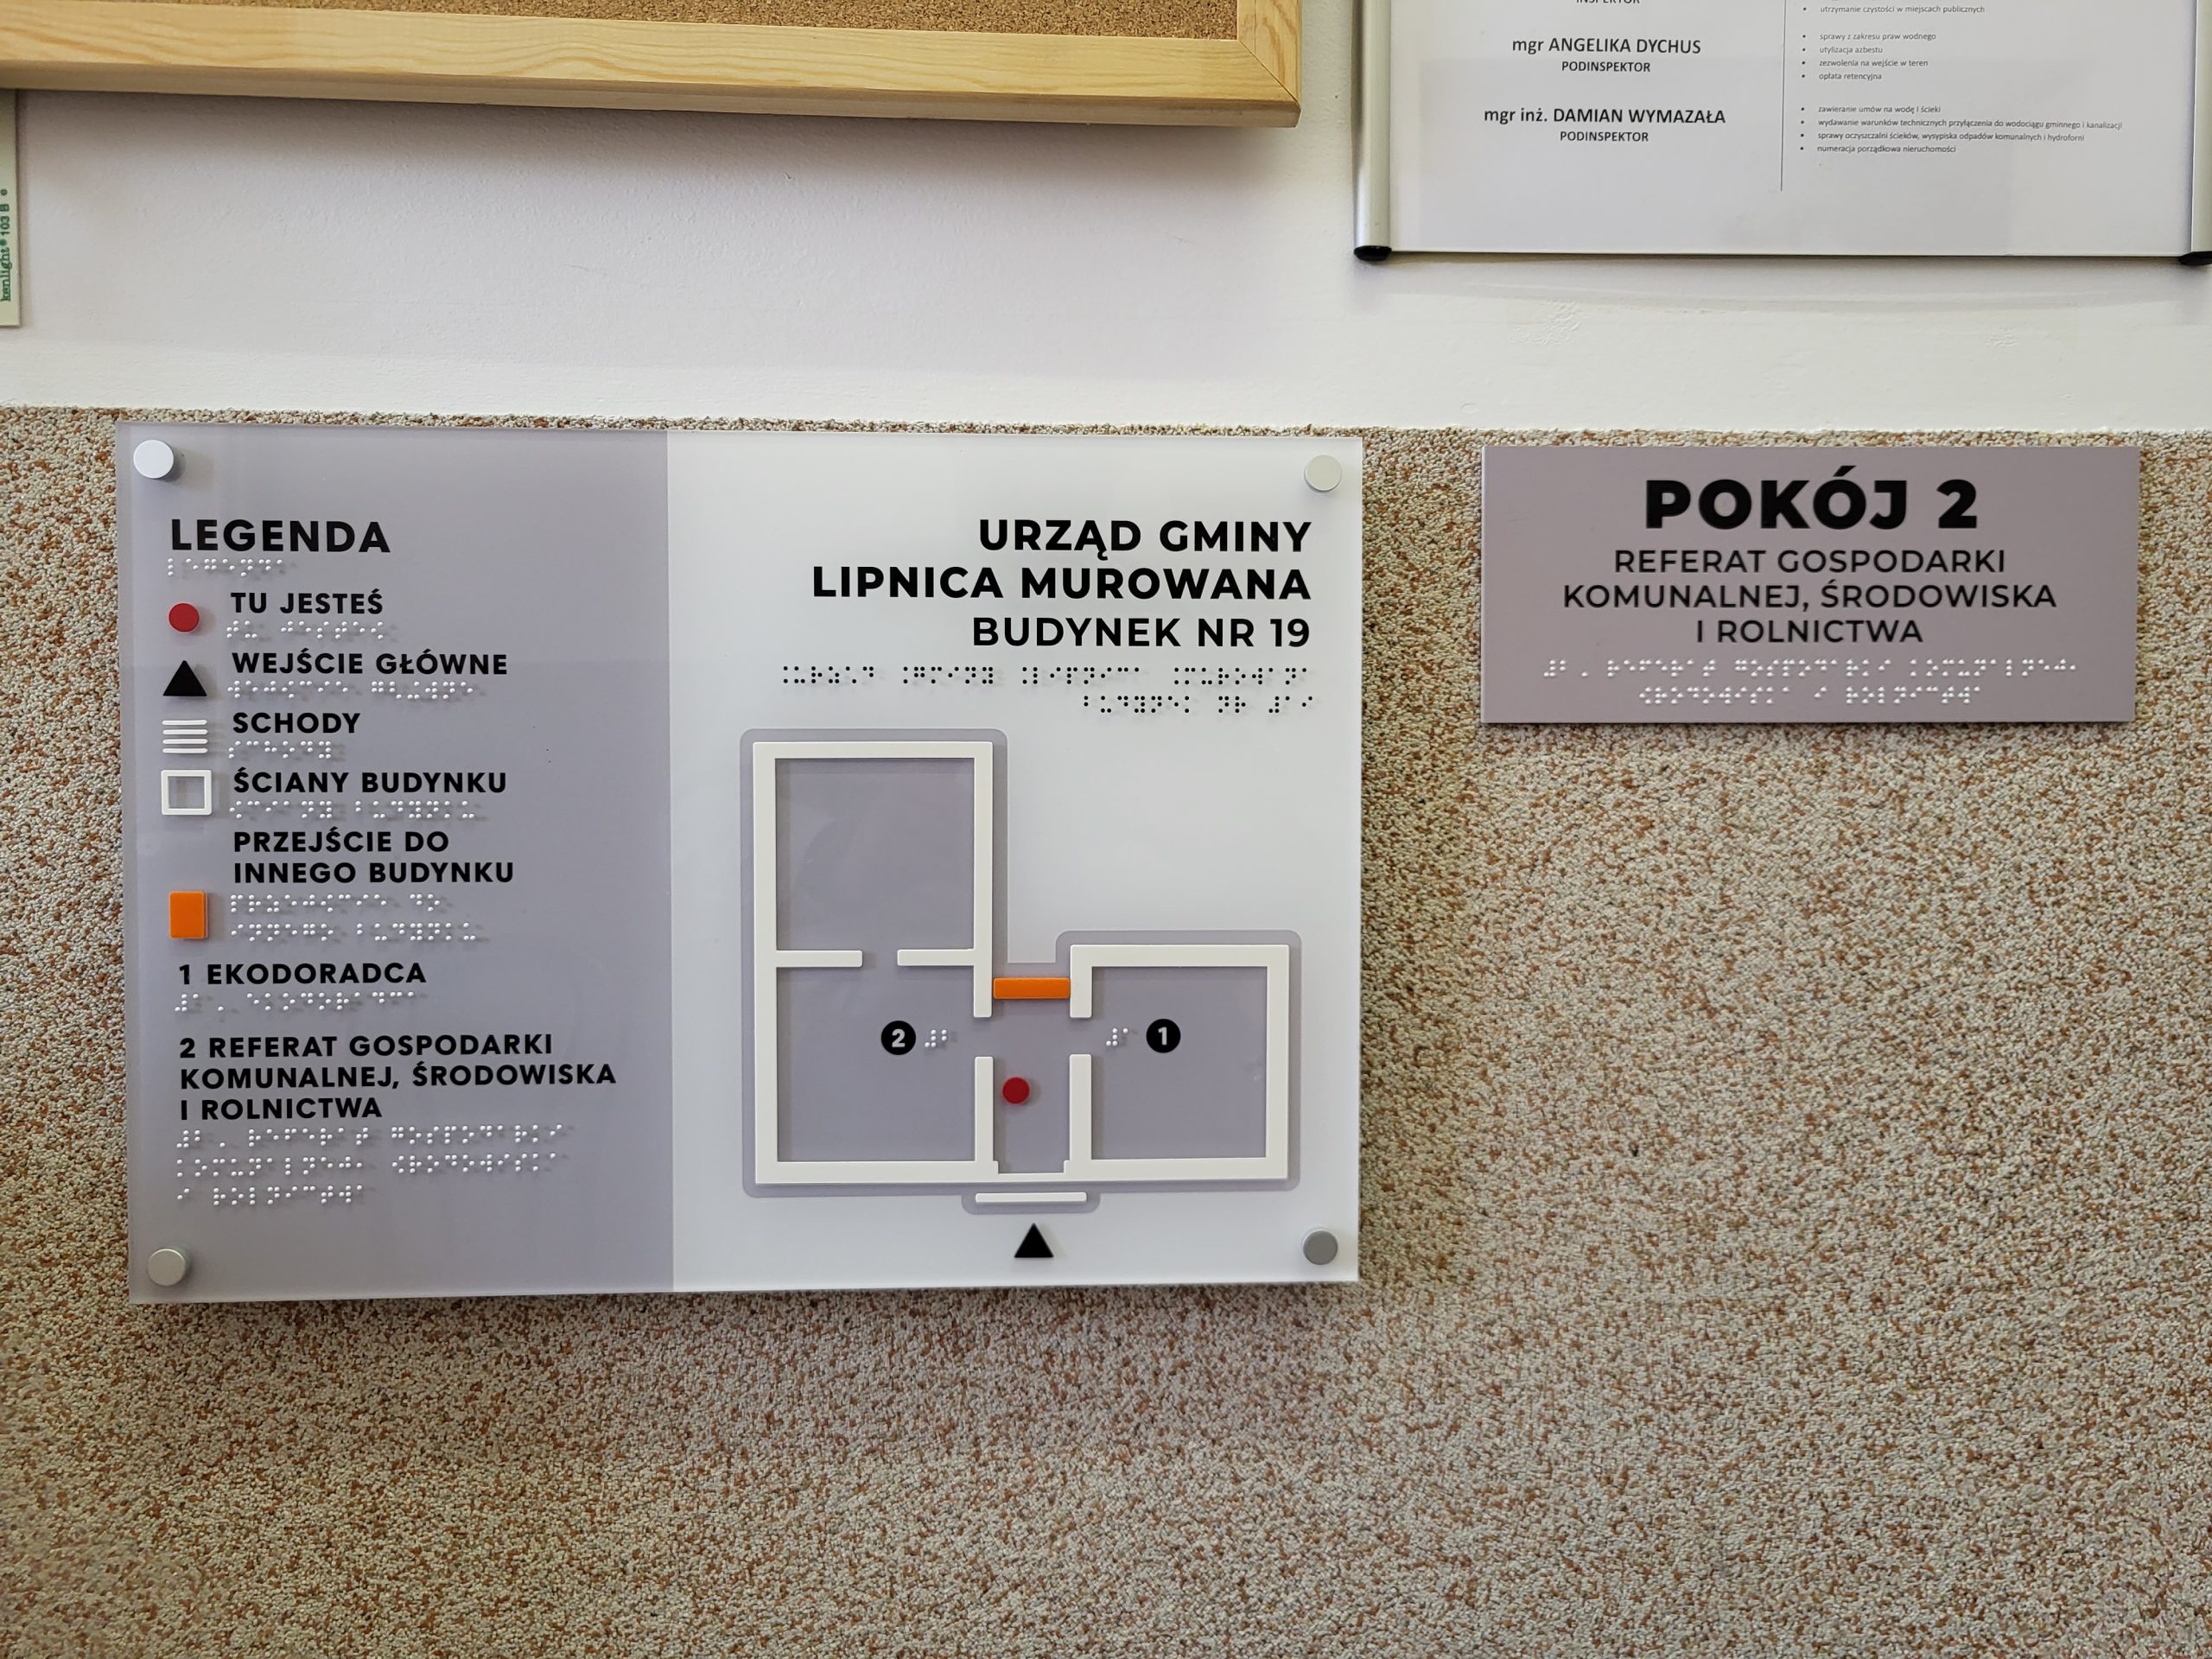 INSPEKTOR
• utrzymanie czystości w miejscach publicznych
mgr ANGELIKA DYCHUS
PODINSPEKTOR
• sprawy z zakresu praw wodnego
• utylizacja azbestu
• zezwolenia na wejście w teren
• opłata retencyjna
mgr inż. DAMIAN WYMAZAŁA
PODINSPEKTOR
• zawieranie umów na wodę i ścieki
• wydawanie warunków technicznych przyłączenia do wodociągu gminnego i kanalizacji
• sprawy oczyszczalni ścieków, wysypiska odpadów komunalnych i hydroforni
• numeracja porządkowa nieruchomości
kenlight® 103 B
LEGENDA
TU JESTEŚ
WEJŚCIE GŁÓWNE
SCHODY
ŚCIANY BUDYNKU
PRZEJŚCIE DO
INNEGO BUDYNKU
1 EKODORADCA
2 REFERAT GOSPODARKI
KOMUNALNEJ, ŚRODOWISKA
I ROLNICTWA
URZĄD GMINY
LIPNICA MUROWANA
BUDYNEK NR 19
2
1
POKÓJ 2
REFERAT GOSPODARKI
KOMUNALNEJ, ŚRODOWISKA
I ROLNICTWA